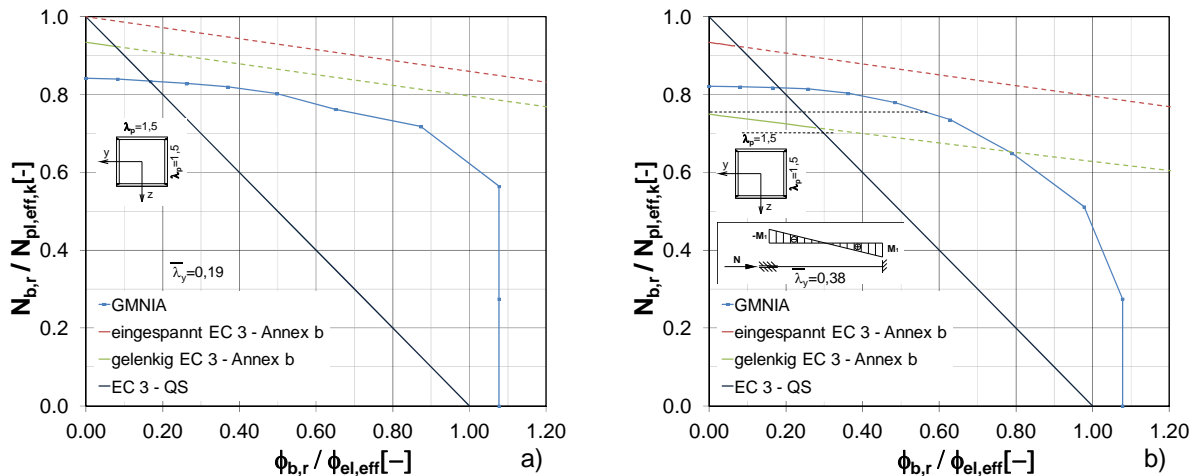 N_b,r / N_pl,eff,k [–]
1.0
0.8
0.6
0.4
0.2
0.0
λ_p=1,5
λ_p=1,5
y
z
λ̅_y=0,19
GMNIA
eingespannt EC 3 - Annex b
gelenkig EC 3 - Annex b
EC 3 - QS
0.00 0.20 0.40 0.60 0.80 1.00 1.20
ϕ_b,r / ϕ_el,eff[–]
a)
N_b,r / N_pl,eff,k [-]
1.0
0.8
0.6
0.4
0.2
0.0
λ_p=1,5
λ_p=1,5
y
z
-M₁
M₁
N
λ̅_y=0,38
GMNIA
eingespannt EC 3 - Annex b
gelenkig EC 3 - Annex b
EC 3 - QS
0.00 0.20 0.40 0.60 0.80 1.00 1.20
ϕ_b,r / ϕ_el,eff[–]
b)